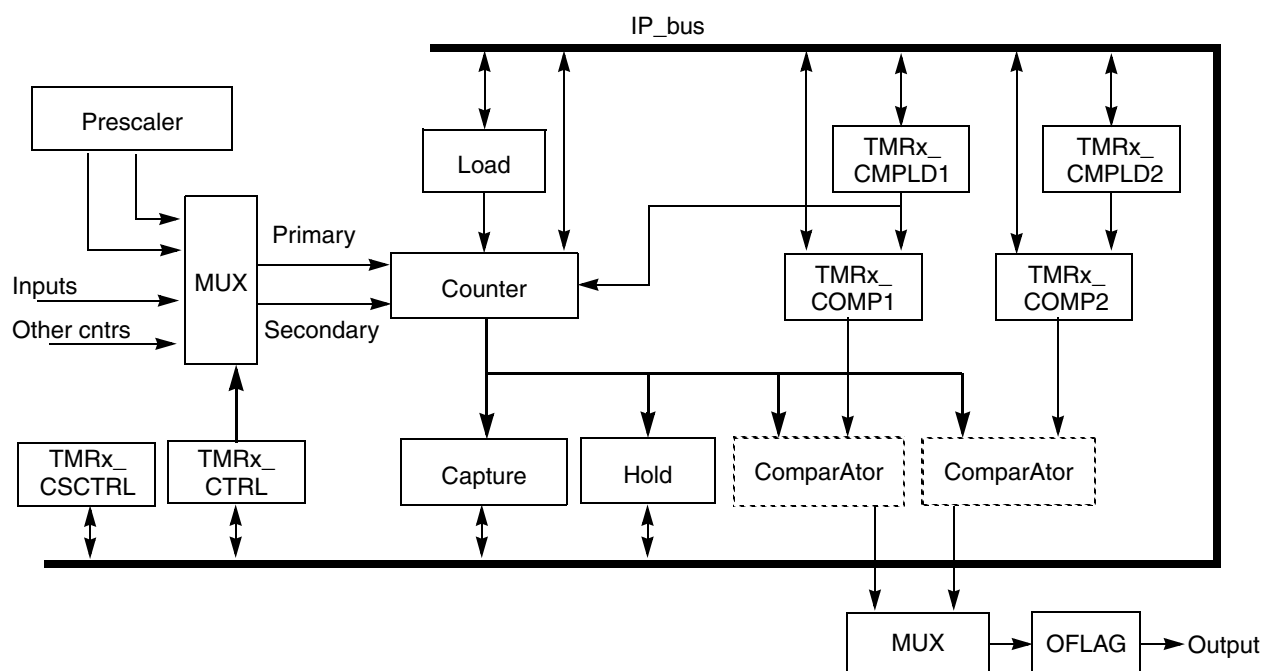 IP_bus
Prescaler
Load
TMRx_
CMPLD1
TMRx_
CMPLD2
Primary
MUX
Inputs
Counter
TMRx_
COMP1
TMRx_
COMP2
Other cntrs
Secondary
TMRx_
CSCTRL
TMRx_
CTRL
Capture
Hold
ComparAtor
ComparAtor
MUX
OFLAG
Output